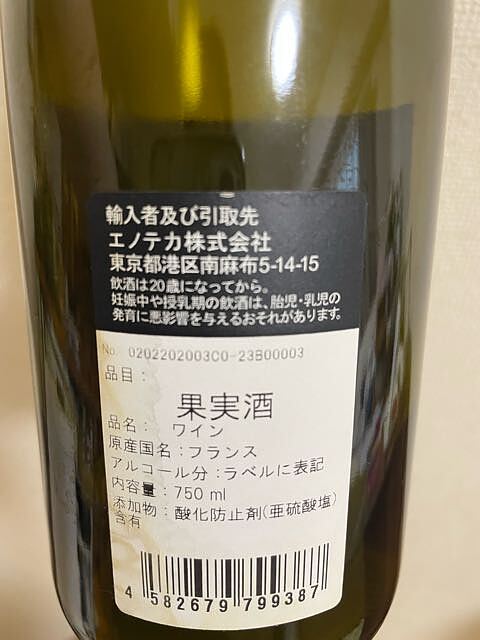 輸入者及び引取先
エノテカ株式会社
東京都港区南麻布5-14-15
飲酒は20歳になってから。
妊娠中や授乳期の飲酒は、胎児・乳児の
発育に悪影響を与えるおそれがあります。
No. 0202202003C0-23B00003
品目：
果実酒
品名： ワイン
原産国名：フランス
アルコール分：ラベルに表記
内容量：750 ml
添加物：酸化防止剤(亜硫酸塩)
含有
4 582679 799387